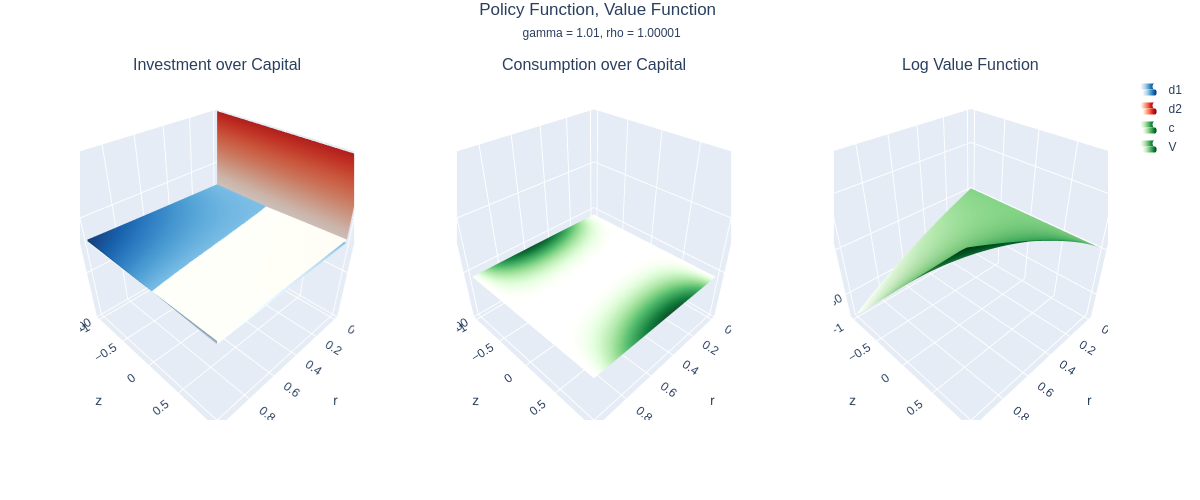 Policy Function, Value Function
gamma = 1.01, rho = 1.00001
Investment over Capital
Consumption over Capital
Log Value Function
d1
d2
c
V
−0.5
0
0.5
z
0
0.2
0.4
0.6
0.8
r
−0.5
0
0.5
z
0
0.2
0.4
0.6
0.8
r
−1
−0.5
0
0.5
z
0
0.2
0.4
0.6
0.8
r